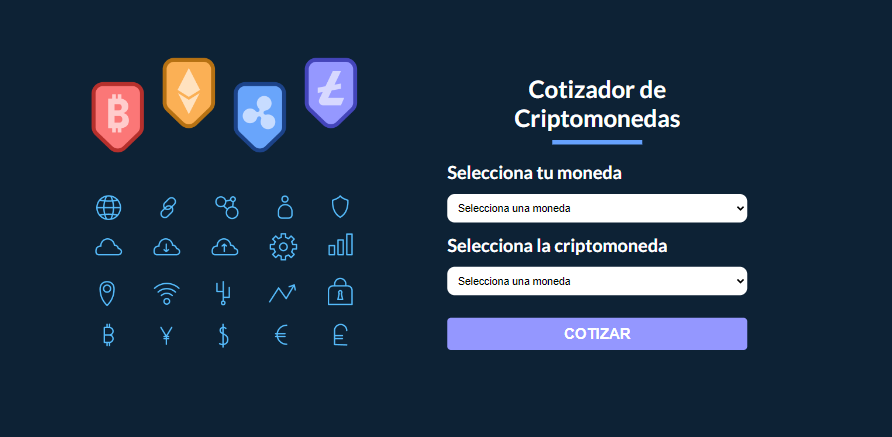 Cotizador de
Criptomonedas
Selecciona tu moneda
Selecciona una moneda
Selecciona la criptomoneda
Selecciona una moneda
COTIZAR